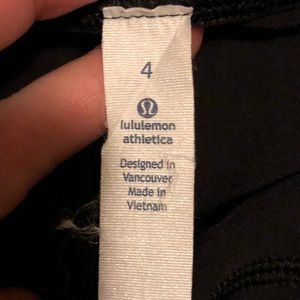 4
lululemon
athletica
Designed in
Vancouver
Made in
Vietnam